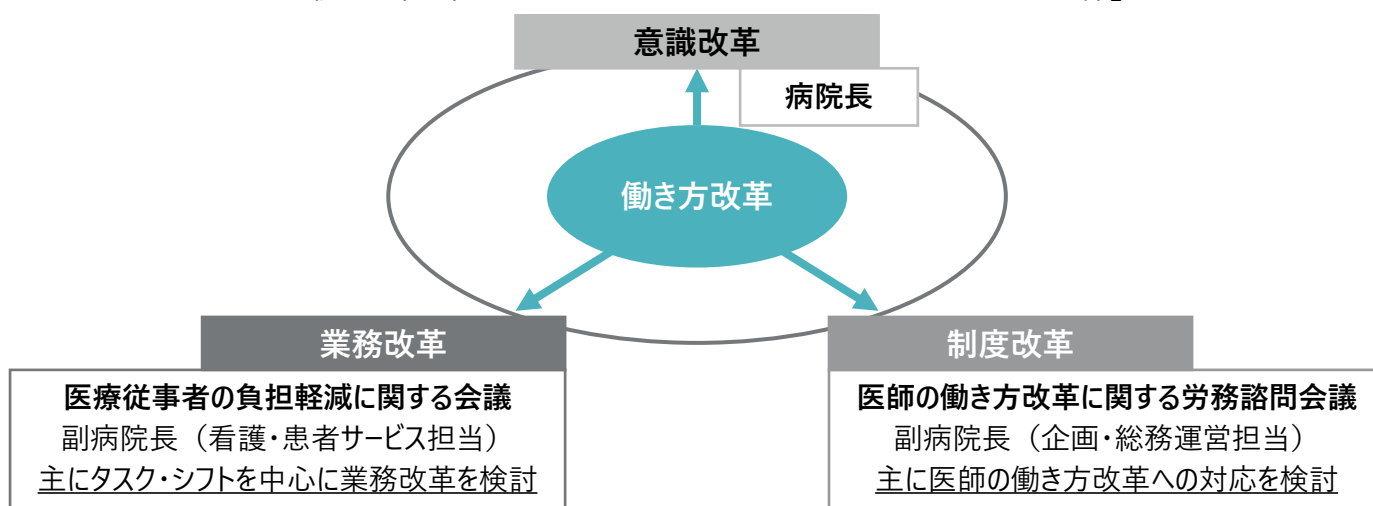 意識改革
病院長
働き方改革
業務改革
医療従事者の負担軽減に関する会議
副病院長（看護・患者サービス担当）
主にタスク・シフトを中心に業務改革を検討
制度改革
医師の働き方改革に関する労務諮問会議
副病院長（企画・総務運営担当）
主に医師の働き方改革への対応を検討